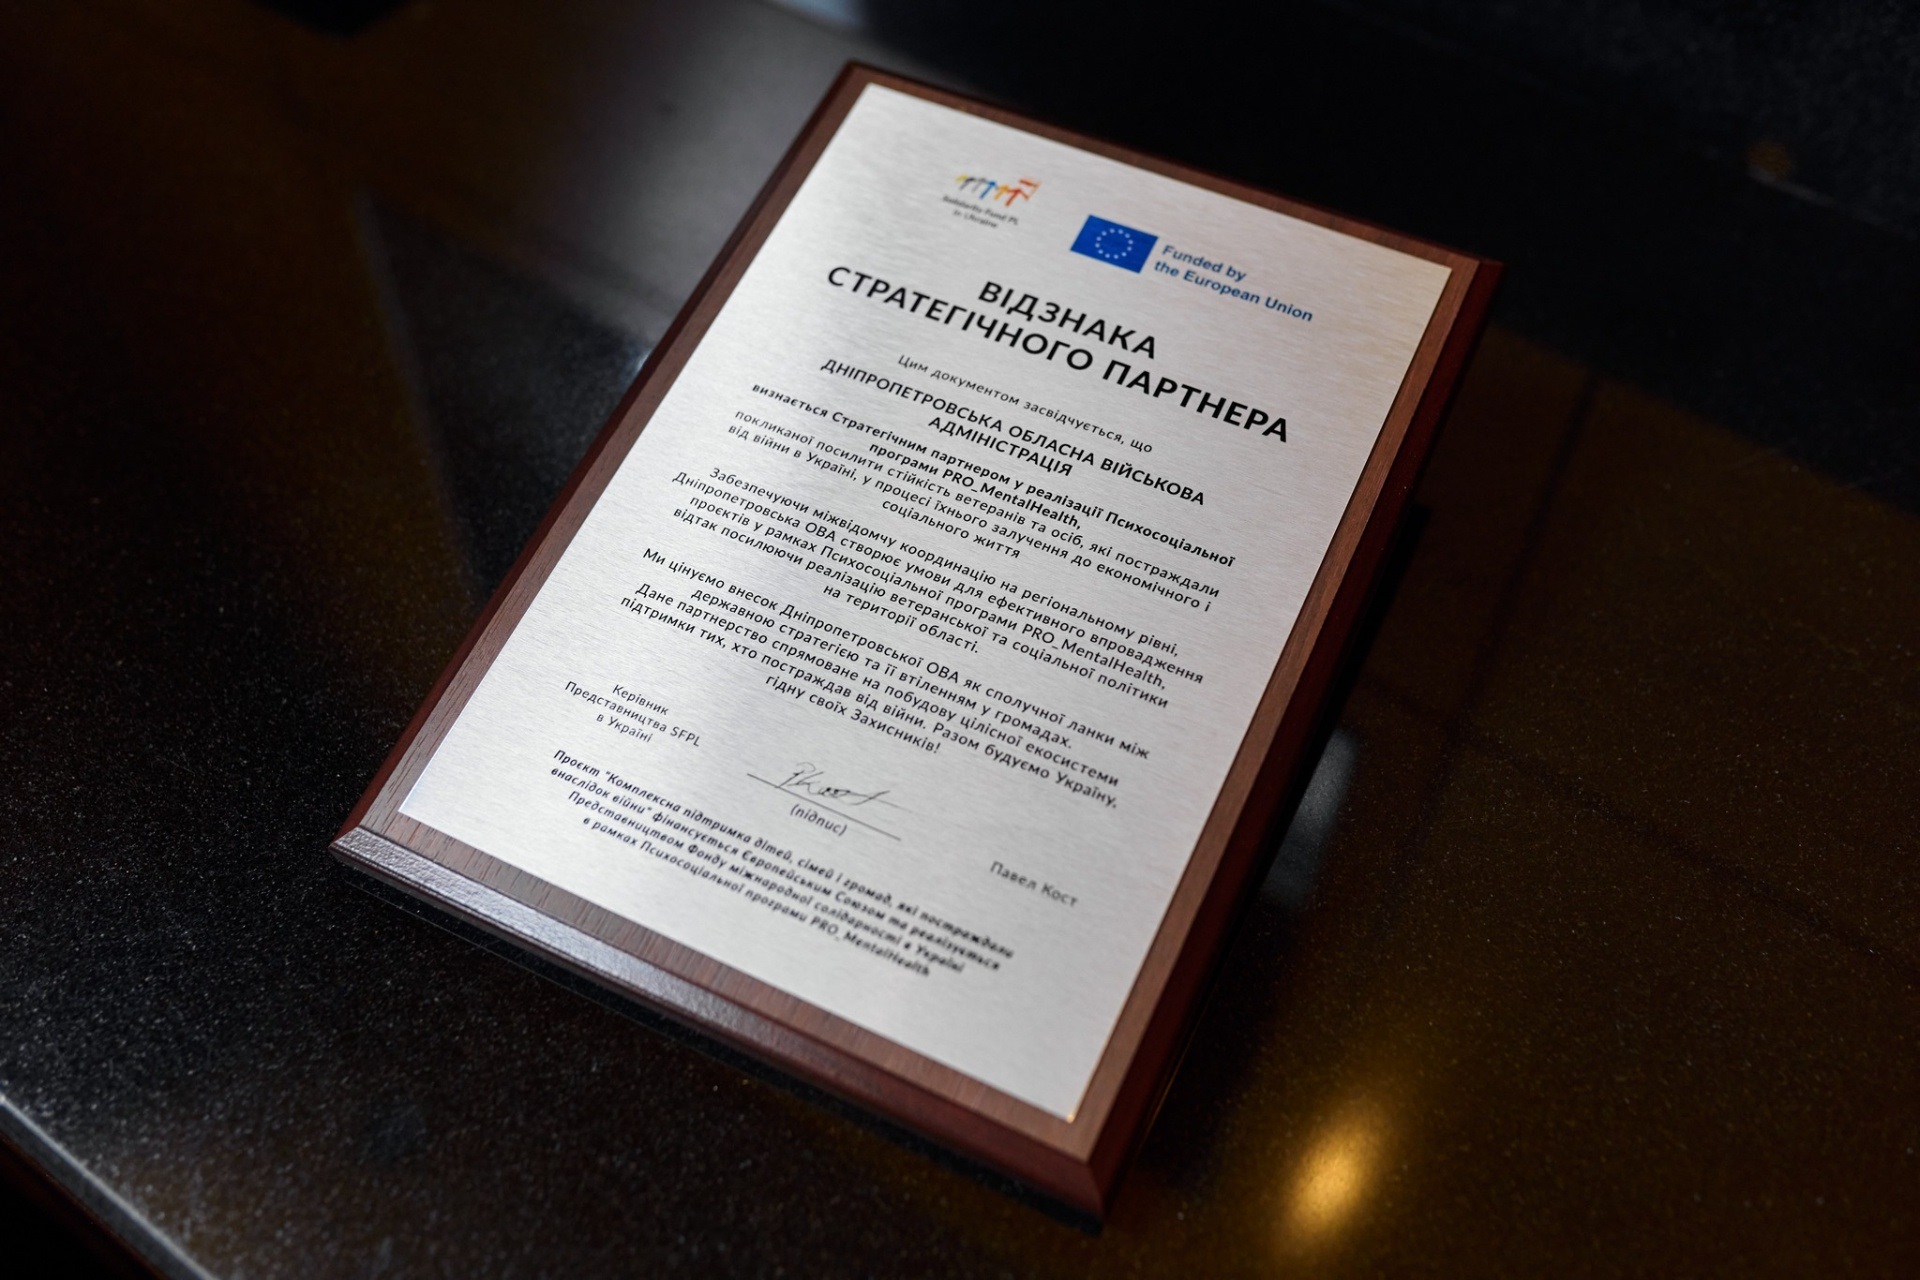 Solidarity Fund PL
in Ukraine
Funded by
the European Union
ВІДЗНАКА
СТРАТЕГІЧНОГО ПАРТНЕРА
Цим документом засвідчується, що
ДНІПРОПЕТРОВСЬКА ОБЛАСНА ВІЙСЬКОВА
АДМІНІСТРАЦІЯ
визнається Стратегічним партнером у реалізації Психосоціальної
програми PRO_MentalHealth,
покликаної посилити стійкість ветеранів та осіб, які постраждали
від війни в Україні, у процесі їхнього залучення до економічного і
соціального життя
Забезпечуючи міжвідомчу координацію на регіональному рівні,
Дніпропетровська ОВА створює умови для ефективного впровадження
проєктів у рамках Психосоціальної програми PRO_MentalHealth,
відтак посилюючи реалізацію ветеранської та соціальної політики
на території області.
Ми цінуємо внесок Дніпропетровської ОВА як сполучної ланки між
державною стратегією та її втіленням у громадах.
Дане партнерство спрямоване на побудову цілісної екосистеми
підтримки тих, хто постраждав від війни. Разом будуємо Україну,
гідну своїх Захисників!
Керівник
Представництва SFPL
в Україні
(підпис)
Павел Кост
Проєкт "Комплексна підтримка дітей, сімей і громад, які постраждали
внаслідок війни" фінансується Європейським Союзом та реалізується
Представництвом Фонду міжнародної солідарності в Україні
в рамках Психосоціальної програми PRO_MentalHealth